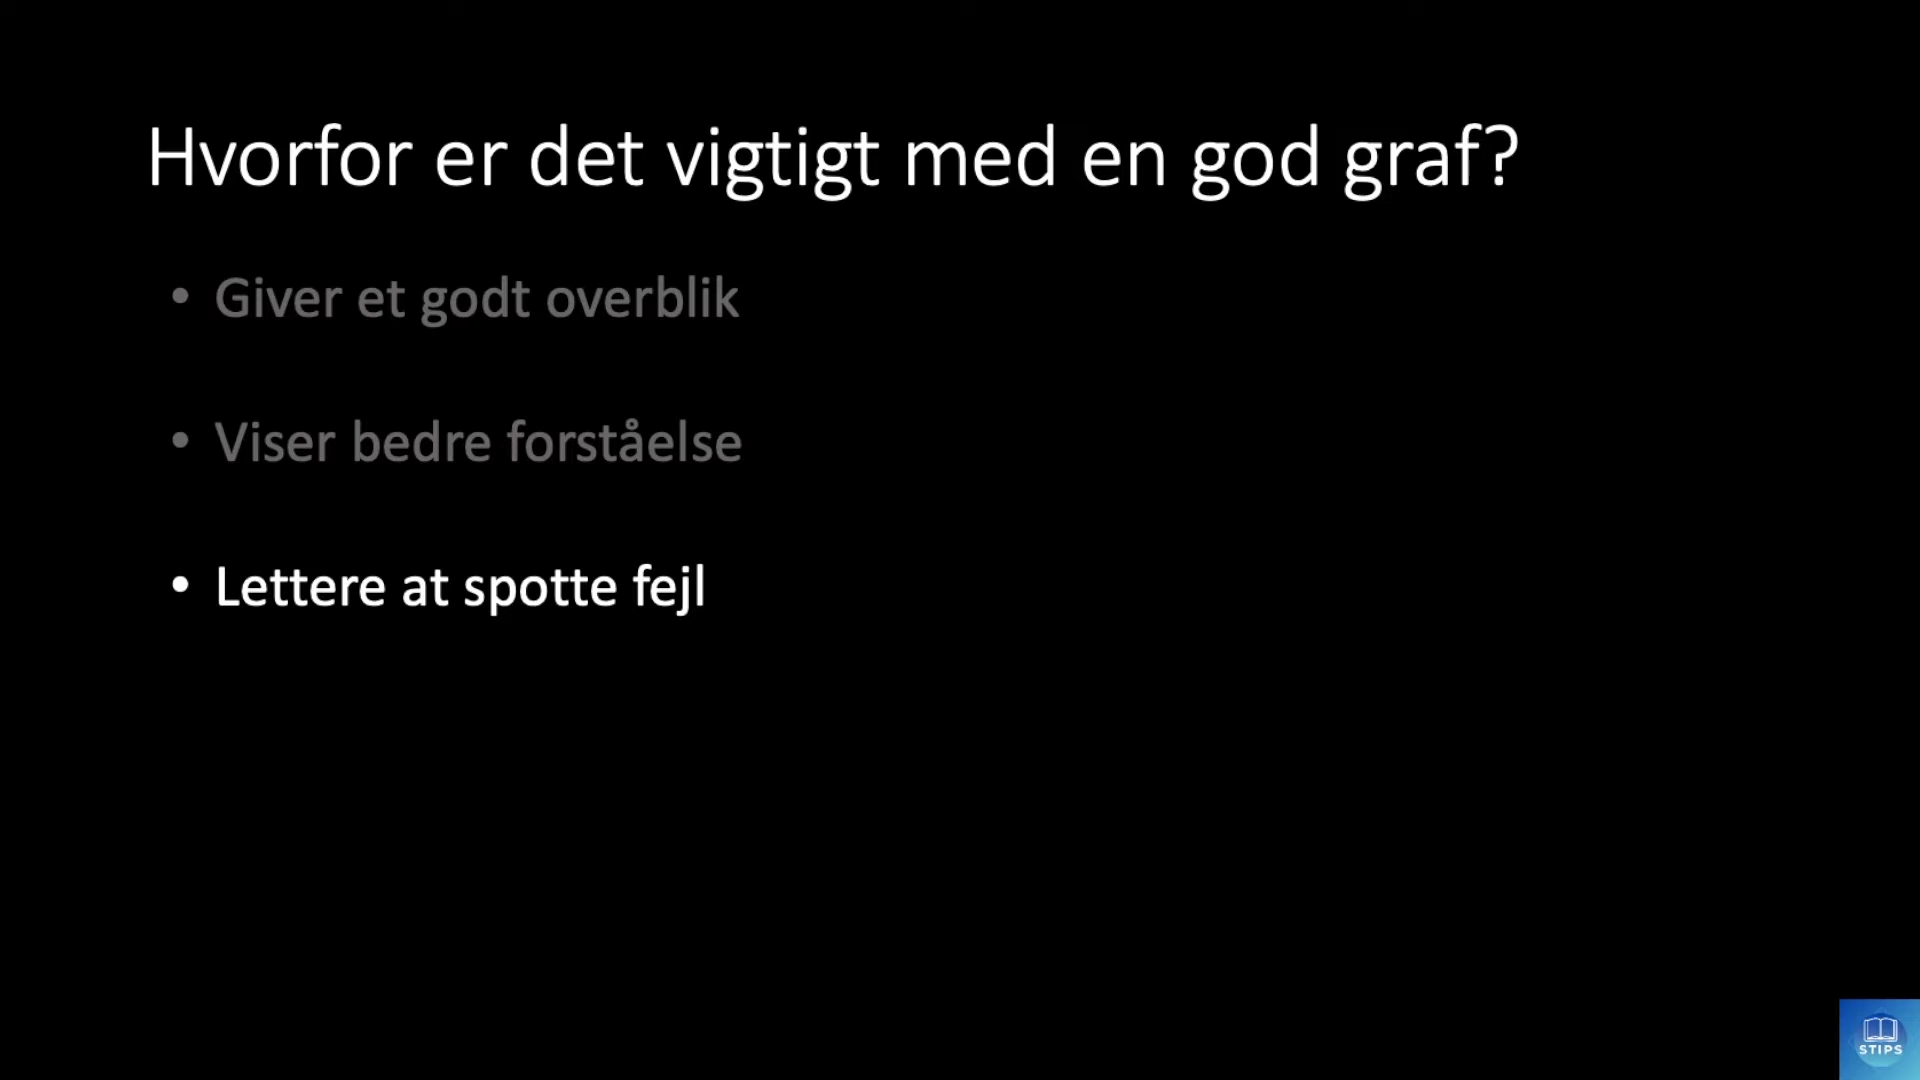 Hvorfor er det vigtigt med en god graf?
• Giver et godt overblik
• Viser bedre forståelse
• Lettere at spotte fejl
STIPS